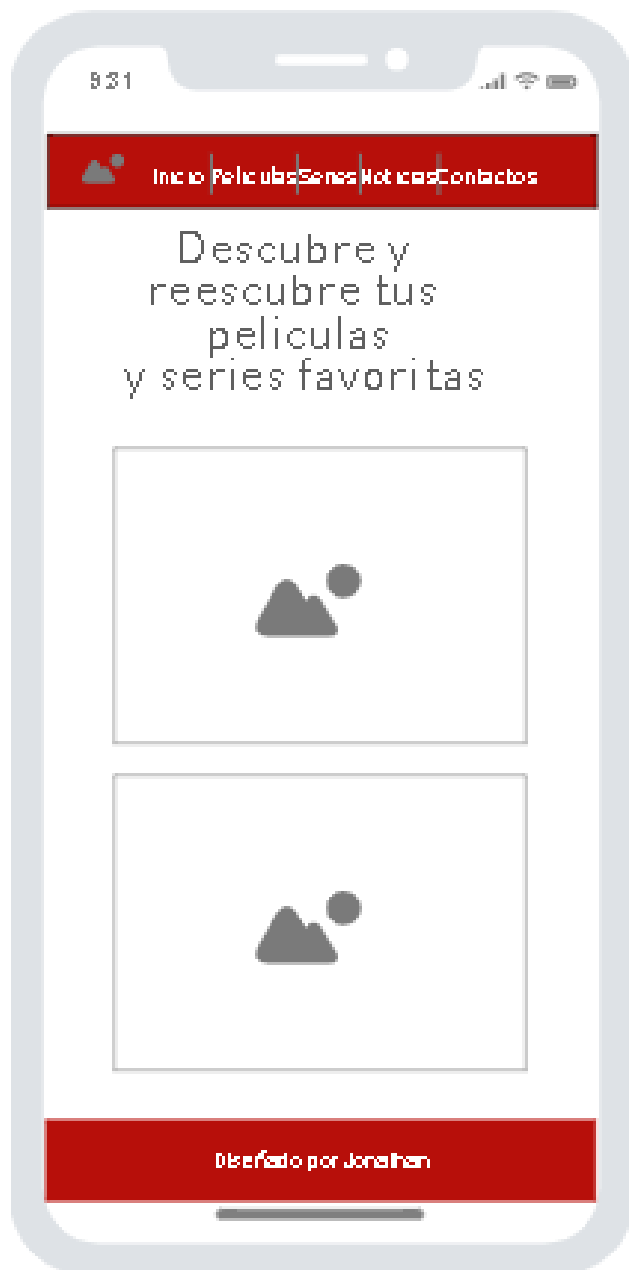 9:31
Inicio Peliculas Series Noticias Contactos
Descubre y
reescubre tus
peliculas
y series favoritas
Diseñado por Jonathan